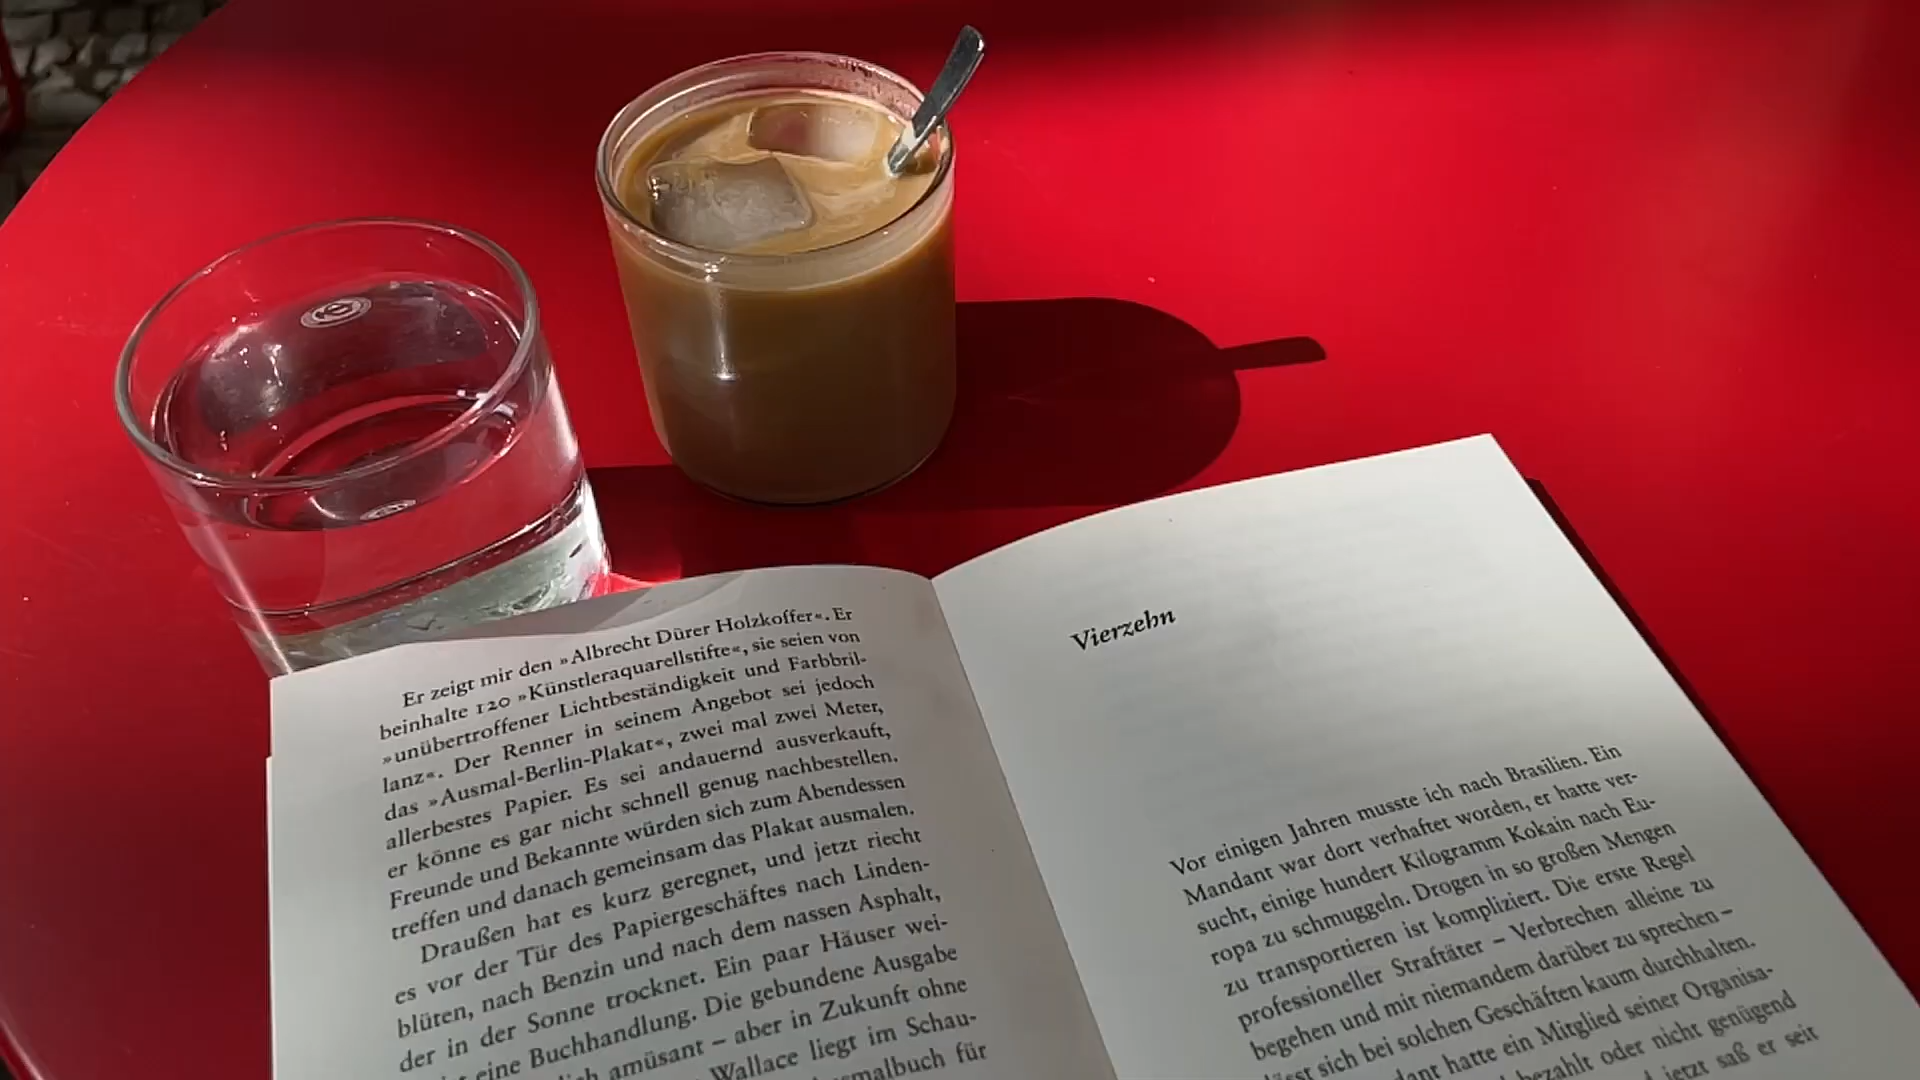 Er zeigt mir den »Albrecht Dürer Holzkoffer«. Er
beinhalte 120 »Künstleraquarellstifte«, sie seien von
»unübertroffener Lichtbeständigkeit und Farbbril-
lanz«. Der Renner in seinem Angebot sei jedoch
das »Ausmal-Berlin-Plakat«, zwei mal zwei Meter,
allerbestes Papier. Es sei andauernd ausverkauft,
er könne es gar nicht schnell genug nachbestellen.
Freunde und Bekannte würden sich zum Abendessen
treffen und danach gemeinsam das Plakat ausmalen.
Draußen hat es kurz geregnet, und jetzt riecht
es vor der Tür des Papiergeschäftes nach Linden-
blüten, nach Benzin und nach dem nassen Asphalt,
der in der Sonne trocknet. Ein paar Häuser wei-
eine Buchhandlung. Die gebundene Ausgabe
amüsant – aber in Zukunft ohne
Wallace liegt im Schau-
für
Vierzehn
Vor einigen Jahren musste ich nach Brasilien. Ein
Mandant war dort verhaftet worden, er hatte ver-
sucht, einige hundert Kilogramm Kokain nach Eu-
ropa zu schmuggeln. Drogen in so großen Mengen
zu transportieren ist kompliziert. Die erste Regel
professioneller Straftäter – Verbrechen alleine zu
begehen und mit niemandem darüber zu sprechen –
lässt sich bei solchen Geschäften kaum durchhalten.
hatte ein Mitglied seiner Organisa-
bezahlt oder nicht genügend
jetzt saß er seit